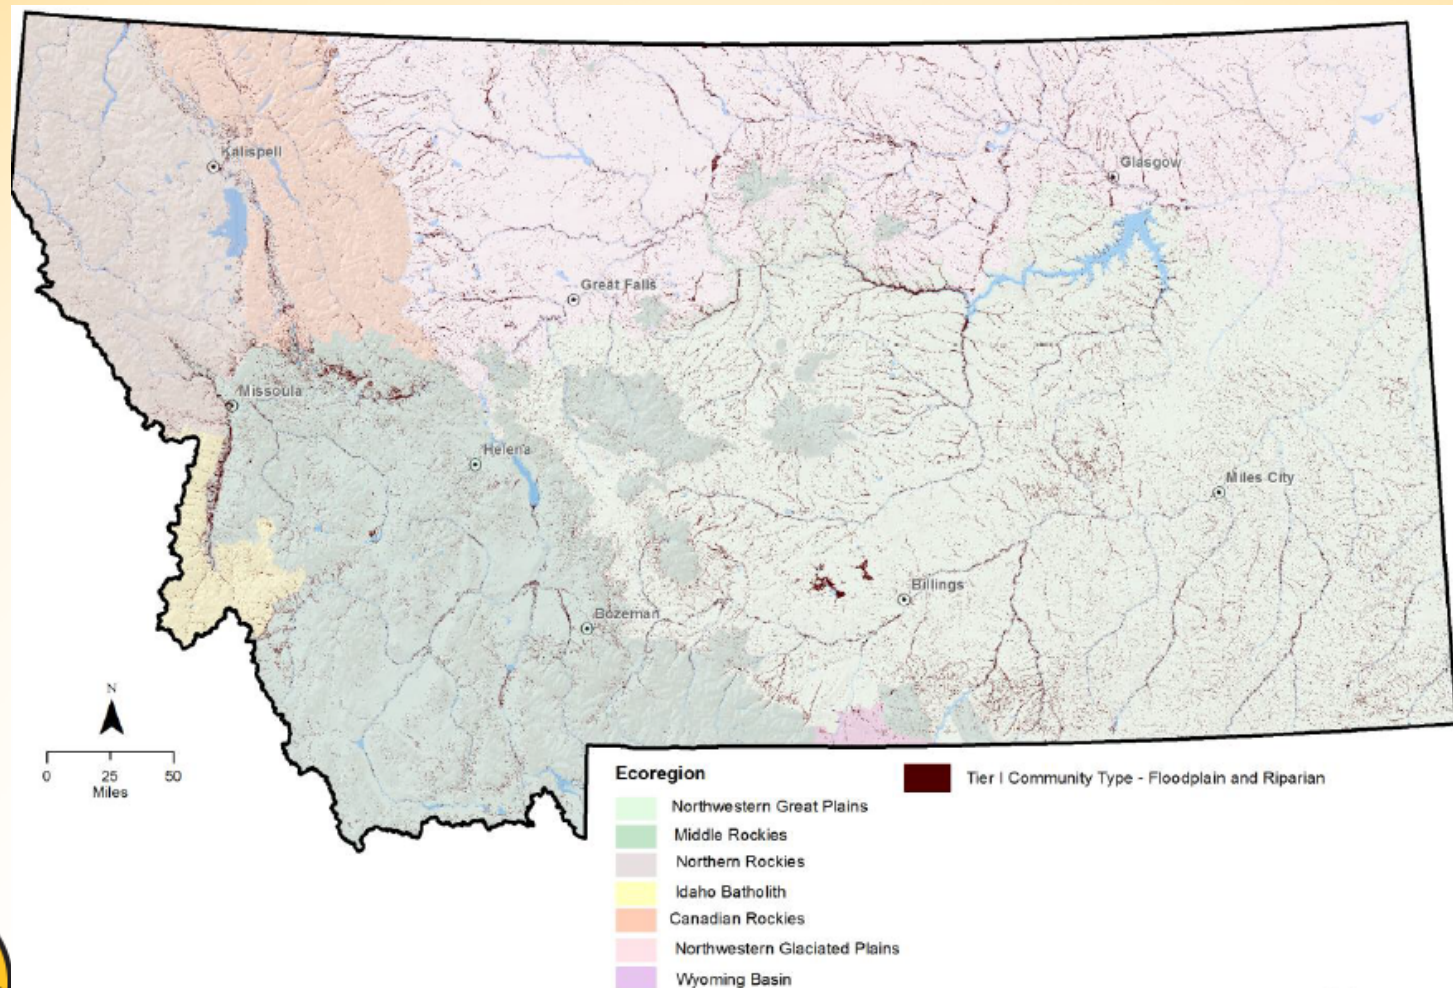 Kalispell
Glasgow
Great Falls
Missoula
Helena
Miles City
Billings
Bozeman
N
0 25 50
Miles
Ecoregion
Tier I Community Type - Floodplain and Riparian
Northwestern Great Plains
Middle Rockies
Northern Rockies
Idaho Batholith
Canadian Rockies
Northwestern Glaciated Plains
Wyoming Basin